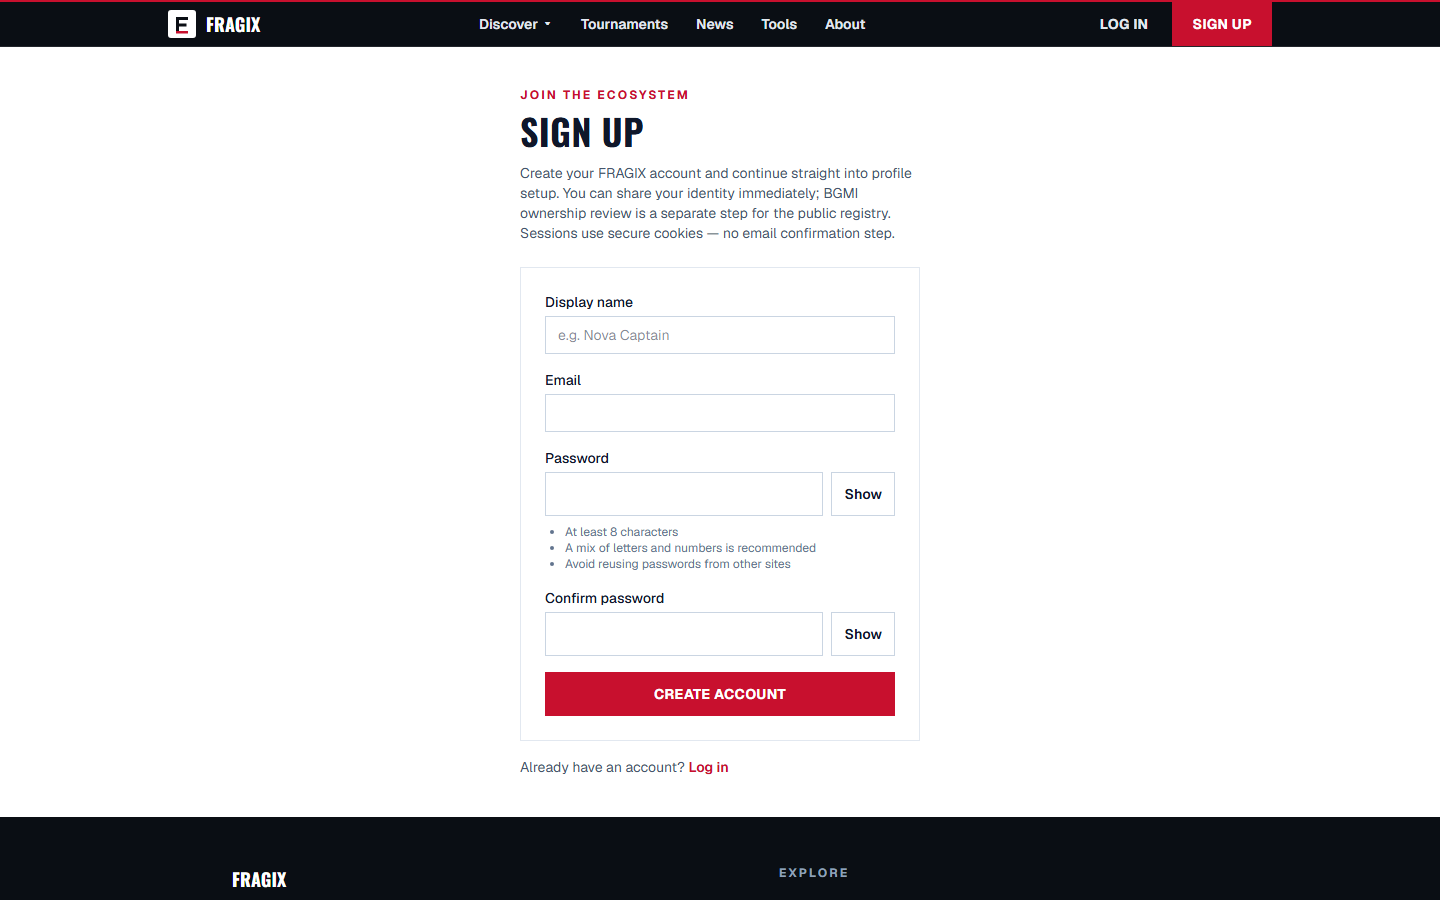 E FRAGIX
Discover
Tournaments
News
Tools
About
LOG IN
SIGN UP
JOIN THE ECOSYSTEM
SIGN UP
Create your FRAGIX account and continue straight into profile
setup. You can share your identity immediately; BGMI
ownership review is a separate step for the public registry.
Sessions use secure cookies — no email confirmation step.
Display name
e.g. Nova Captain
Email
Password
Show
At least 8 characters
A mix of letters and numbers is recommended
Avoid reusing passwords from other sites
Confirm password
Show
CREATE ACCOUNT
Already have an account? Log in
FRAGIX
EXPLORE